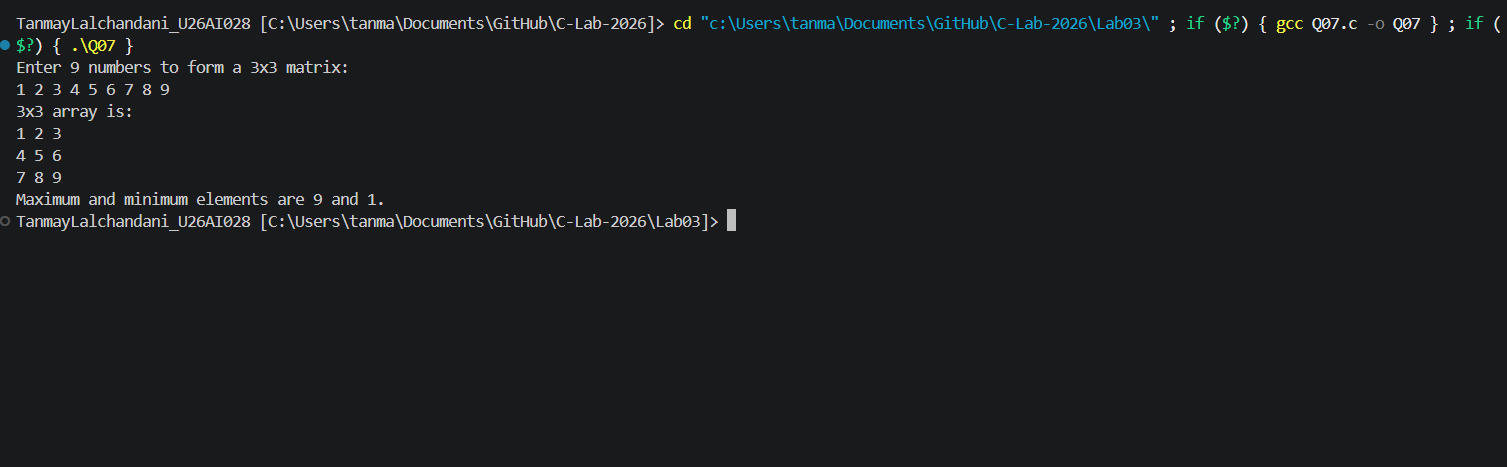 TanmayLalchandani_U26AI028 [C:\Users\tanma\Documents\GitHub\C-Lab-2026]> cd "c:\Users\tanma\Documents\GitHub\C-Lab-2026\Lab03\" ; if ($?) { gcc Q07.c -o Q07 } ; if (
$?) { .\Q07 }
Enter 9 numbers to form a 3x3 matrix:
1 2 3 4 5 6 7 8 9
3x3 array is:
1 2 3
4 5 6
7 8 9
Maximum and minimum elements are 9 and 1.
TanmayLalchandani_U26AI028 [C:\Users\tanma\Documents\GitHub\C-Lab-2026\Lab03]>